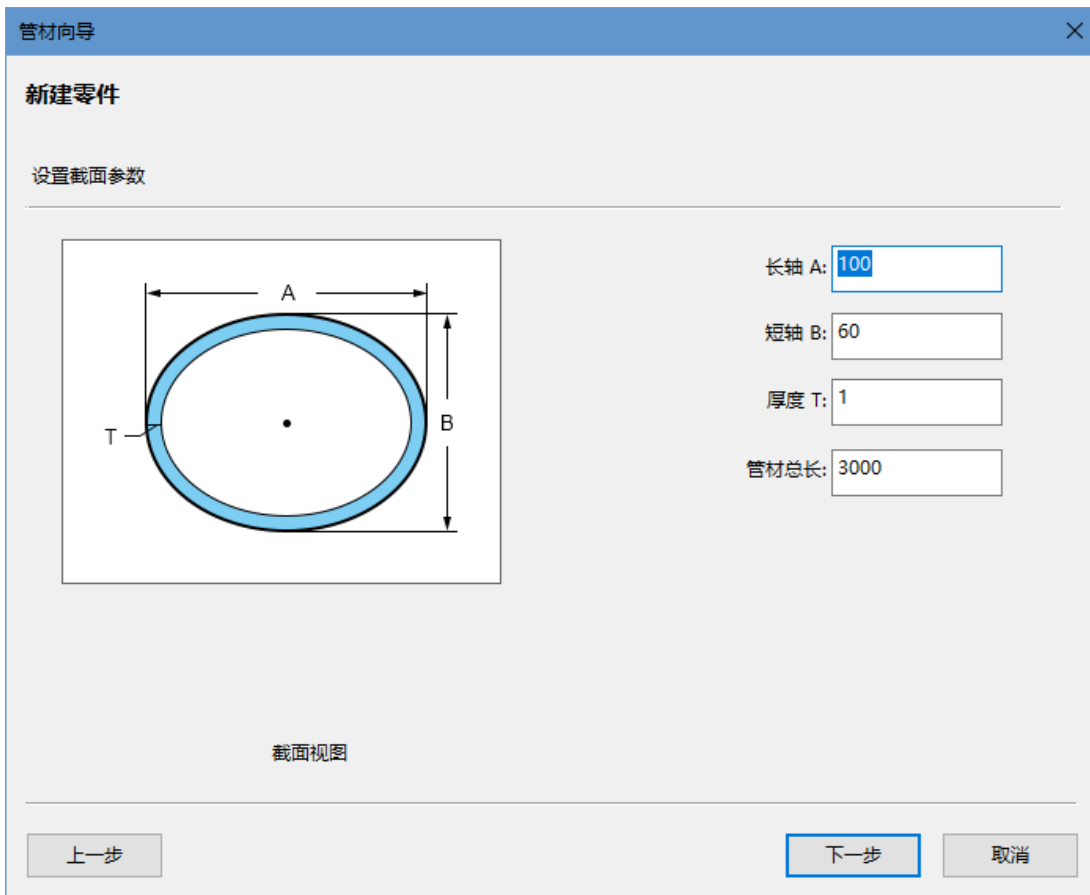 管材向导
新建零件
设置截面参数
A
B
T
长轴 A: 100
短轴 B: 60
厚度 T: 1
管材总长: 3000
截面视图
上一步 下一步 取消